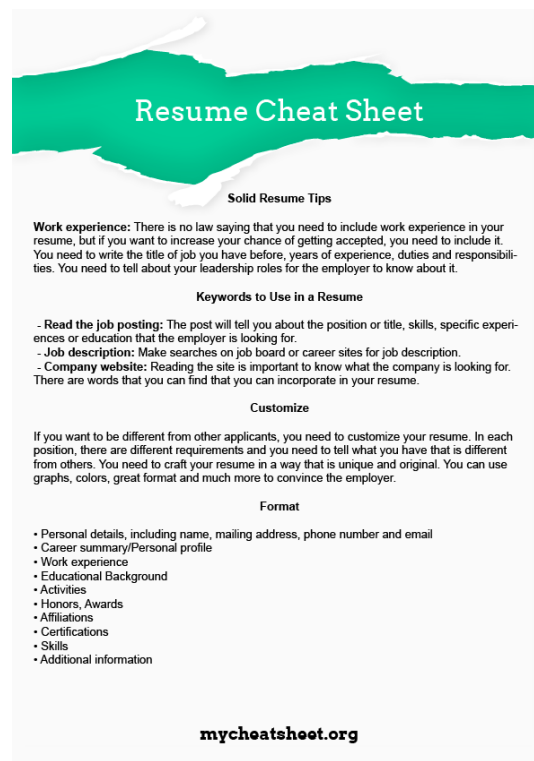 Resume Cheat Sheet
Solid Resume Tips
Work experience: There is no law saying that you need to include work experience in your
resume, but if you want to increase your chance of getting accepted, you need to include it.
You need to write the title of job you have before, years of experience, duties and responsibili-
ties. You need to tell about your leadership roles for the employer to know about it.
Keywords to Use in a Resume
- Read the job posting: The post will tell you about the position or title, skills, specific experi-
ences or education that the employer is looking for.
- Job description: Make searches on job board or career sites for job description.
- Company website: Reading the site is important to know what the company is looking for.
There are words that you can find that you can incorporate in your resume.
Customize
If you want to be different from other applicants, you need to customize your resume. In each
position, there are different requirements and you need to tell what you have that is different
from others. You need to craft your resume in a way that is unique and original. You can use
graphs, colors, great format and much more to convince the employer.
Format
• Personal details, including name, mailing address, phone number and email
• Career summary/Personal profile
• Work experience
• Educational Background
• Activities
• Honors, Awards
• Affiliations
• Certifications
• Skills
• Additional information
mycheatsheet.org